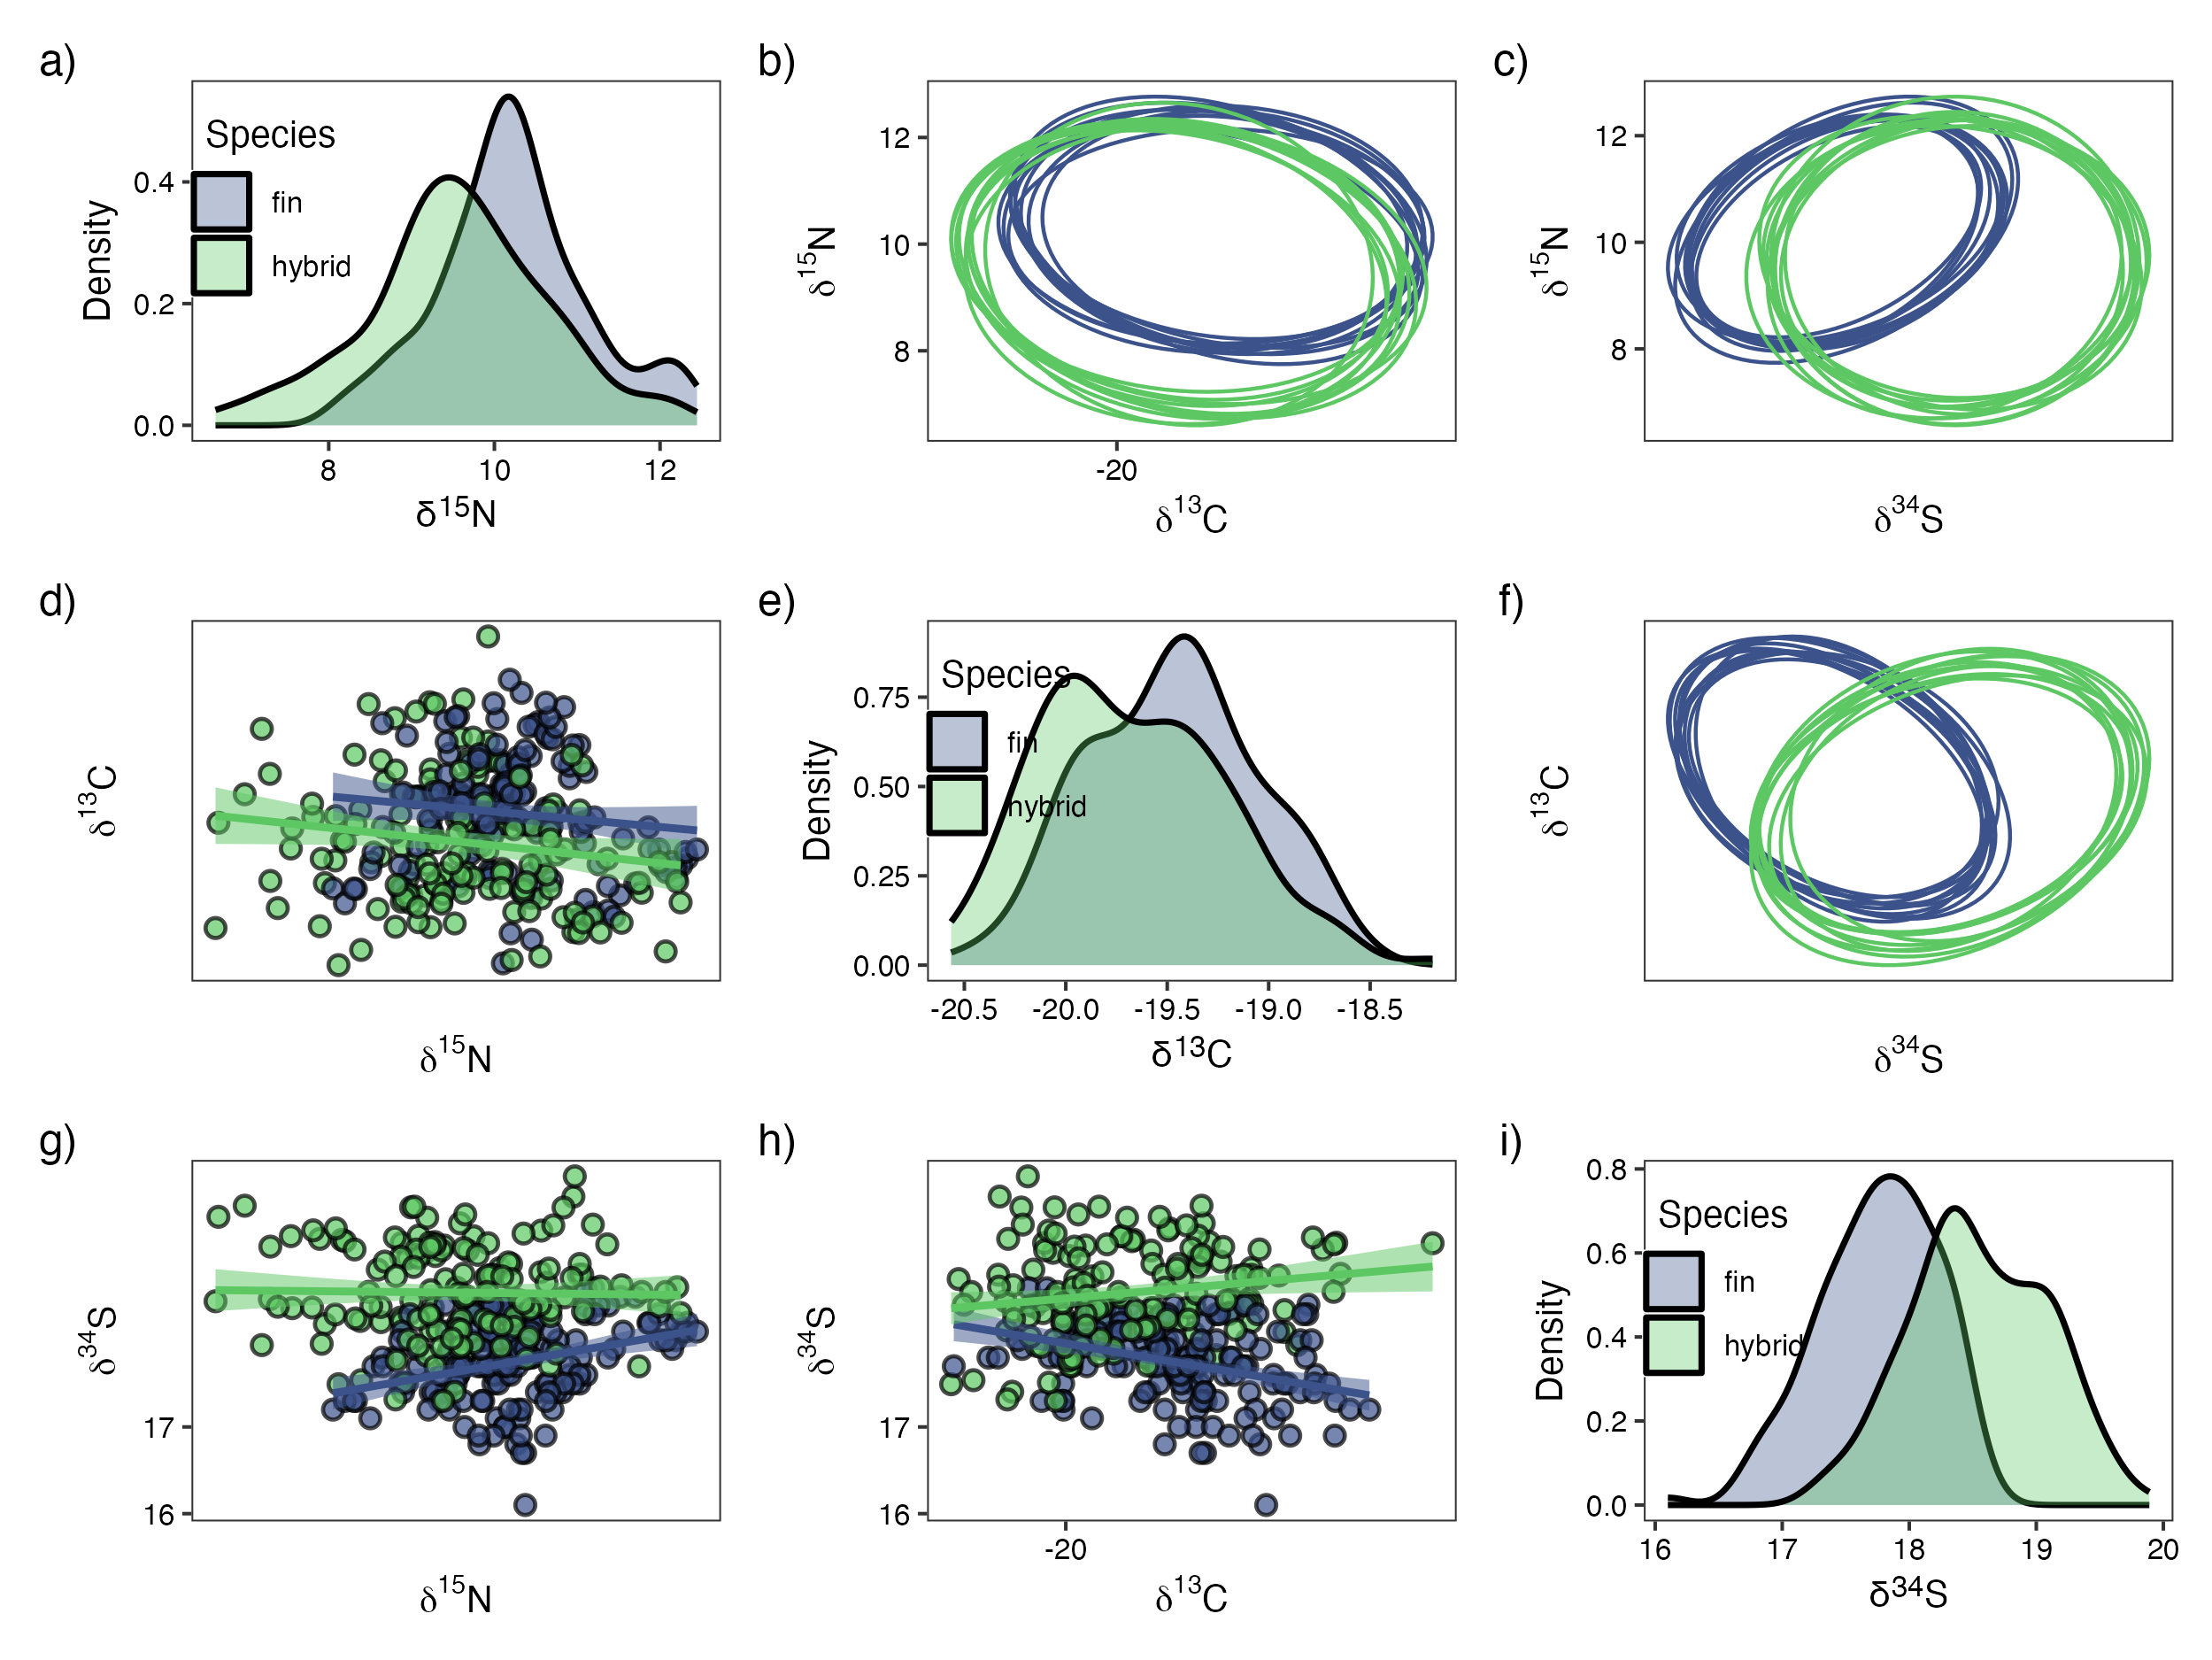 a)
Species
fin
hybrid
Density
0.4
0.2
0.0
8 10 12
δ¹⁵N
b)
δ¹⁵N
12
10
8
-20
δ¹³C
c)
δ¹⁵N
12
10
8
δ³⁴S
d)
δ¹³C
δ¹⁵N
e)
Species
fin
hybrid
Density
0.75
0.50
0.25
0.00
-20.5 -20.0 -19.5 -19.0 -18.5
δ¹³C
f)
δ¹³C
δ³⁴S
g)
δ³⁴S
17
16
δ¹⁵N
h)
δ³⁴S
17
16
-20
δ¹³C
i)
Species
fin
hybrid
Density
0.8
0.6
0.4
0.2
0.0
16 17 18 19 20
δ³⁴S